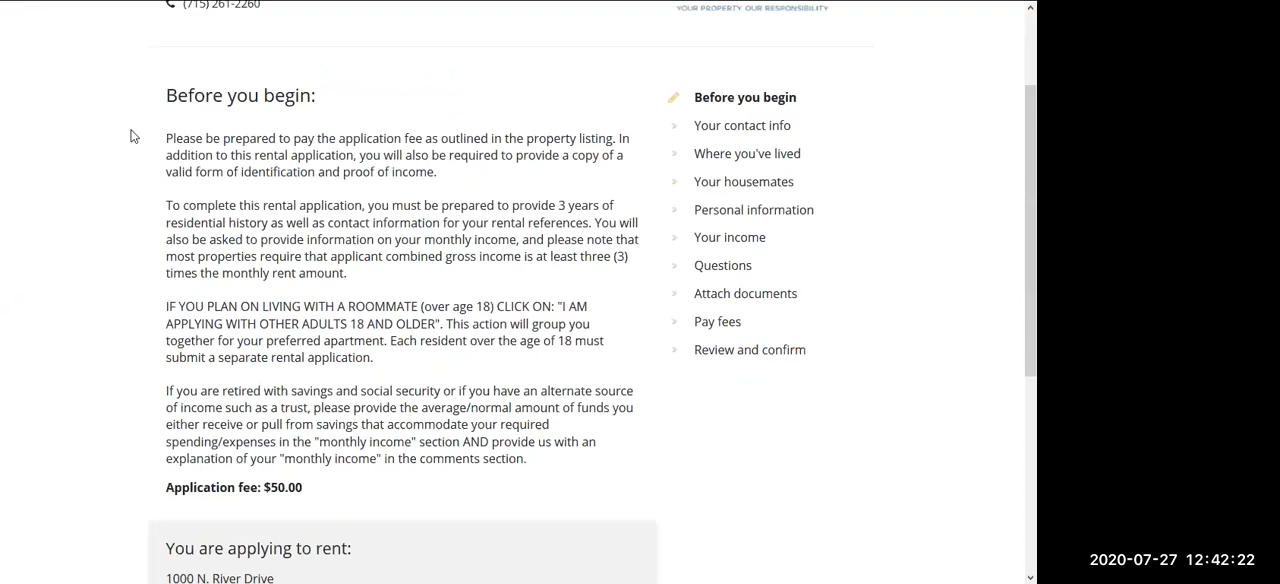 (715) 261-2260
YOUR PROPERTY OUR RESPONSIBILITY
Before you begin:
Please be prepared to pay the application fee as outlined in the property listing. In
addition to this rental application, you will also be required to provide a copy of a
valid form of identification and proof of income.
To complete this rental application, you must be prepared to provide 3 years of
residential history as well as contact information for your rental references. You will
also be asked to provide information on your monthly income, and please note that
most properties require that applicant combined gross income is at least three (3)
times the monthly rent amount.
IF YOU PLAN ON LIVING WITH A ROOMMATE (over age 18) CLICK ON: "I AM
APPLYING WITH OTHER ADULTS 18 AND OLDER". This action will group you
together for your preferred apartment. Each resident over the age of 18 must
submit a separate rental application.
If you are retired with savings and social security or if you have an alternate source
of income such as a trust, please provide the average/normal amount of funds you
either receive or pull from savings that accommodate your required
spending/expenses in the "monthly income" section AND provide us with an
explanation of your "monthly income" in the comments section.
Application fee: $50.00
You are applying to rent:
1000 N. River Drive
Before you begin
Your contact info
Where you've lived
Your housemates
Personal information
Your income
Questions
Attach documents
Pay fees
Review and confirm
2020-07-27 12:42:22